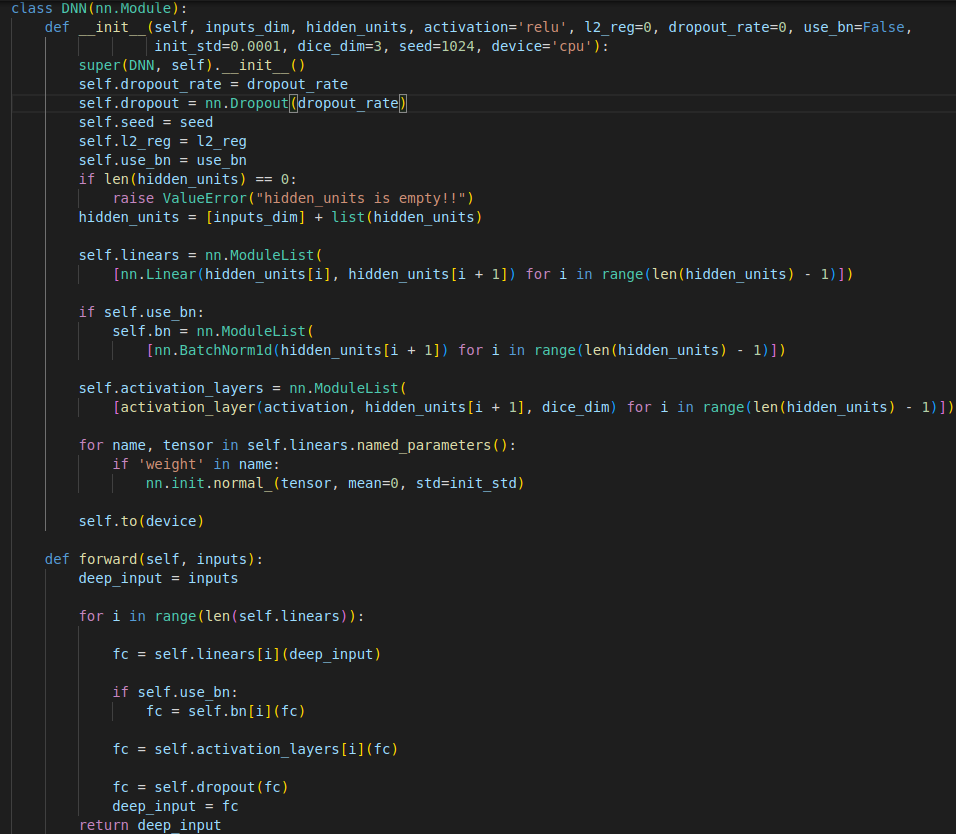 class DNN(nn.Module):
    def __init__(self, inputs_dim, hidden_units, activation='relu', l2_reg=0, dropout_rate=0, use_bn=False,
                 init_std=0.0001, dice_dim=3, seed=1024, device='cpu'):
        super(DNN, self).__init__()
        self.dropout_rate = dropout_rate
        self.dropout = nn.Dropout(dropout_rate)
        self.seed = seed
        self.l2_reg = l2_reg
        self.use_bn = use_bn
        if len(hidden_units) == 0:
            raise ValueError("hidden_units is empty!!")
        hidden_units = [inputs_dim] + list(hidden_units)

        self.linears = nn.ModuleList(
            [nn.Linear(hidden_units[i], hidden_units[i + 1]) for i in range(len(hidden_units) - 1)])

        if self.use_bn:
            self.bn = nn.ModuleList(
                [nn.BatchNorm1d(hidden_units[i + 1]) for i in range(len(hidden_units) - 1)])

        self.activation_layers = nn.ModuleList(
            [activation_layer(activation, hidden_units[i + 1], dice_dim) for i in range(len(hidden_units) - 1)])

        for name, tensor in self.linears.named_parameters():
            if 'weight' in name:
                nn.init.normal_(tensor, mean=0, std=init_std)

        self.to(device)

    def forward(self, inputs):
        deep_input = inputs

        for i in range(len(self.linears)):

            fc = self.linears[i](deep_input)

            if self.use_bn:
                fc = self.bn[i](fc)

            fc = self.activation_layers[i](fc)

            fc = self.dropout(fc)
            deep_input = fc
        return deep_input